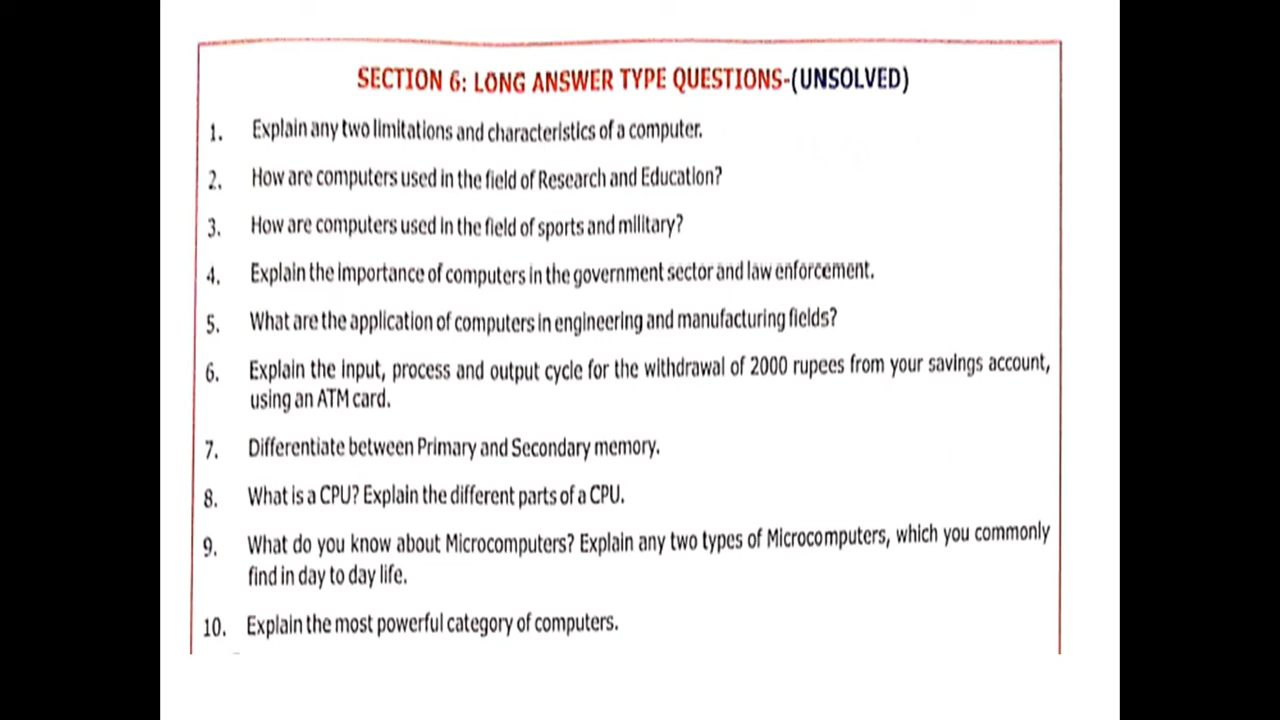 SECTION 6: LONG ANSWER TYPE QUESTIONS-(UNSOLVED)
1. Explain any two limitations and characteristics of a computer.
2. How are computers used in the field of Research and Education?
3. How are computers used in the field of sports and military?
4. Explain the importance of computers in the government sector and law enforcement.
5. What are the application of computers in engineering and manufacturing fields?
6. Explain the input, process and output cycle for the withdrawal of 2000 rupees from your savings account,
using an ATM card.
7. Differentiate between Primary and Secondary memory.
8. What is a CPU? Explain the different parts of a CPU.
9. What do you know about Microcomputers? Explain any two types of Microcomputers, which you commonly
find in day to day life.
10. Explain the most powerful category of computers.